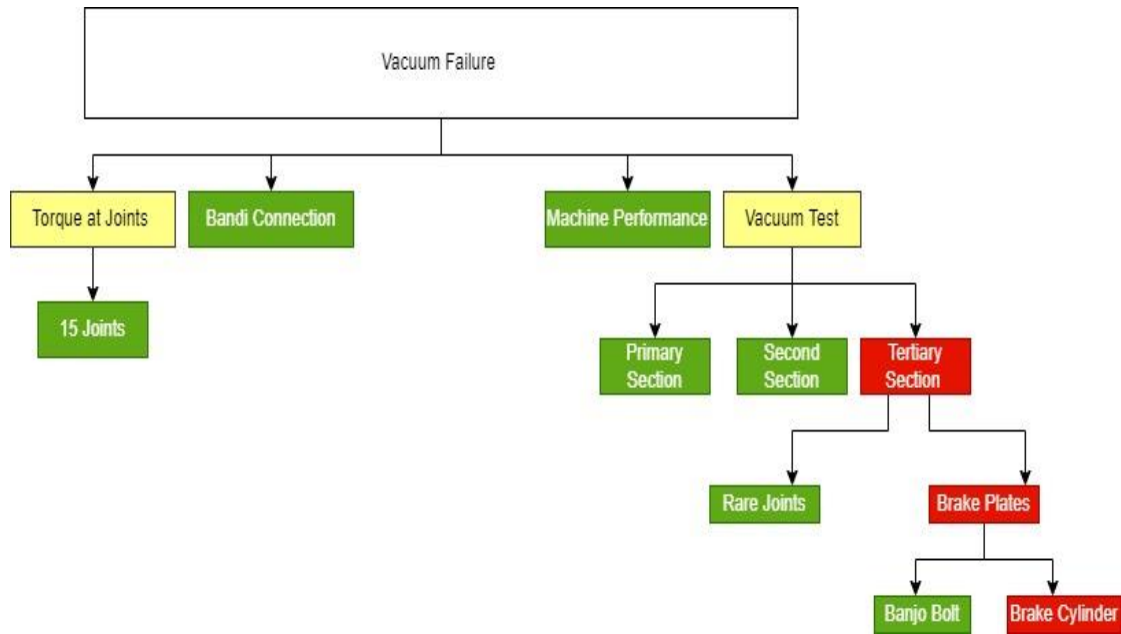 Vacuum Failure
Torque at Joints
Bandi Connection
Machine Performance
Vacuum Test
15 Joints
Primary
Section
Second
Section
Tertiary
Section
Rare Joints
Brake Plates
Banjo Bolt
Brake Cylinder